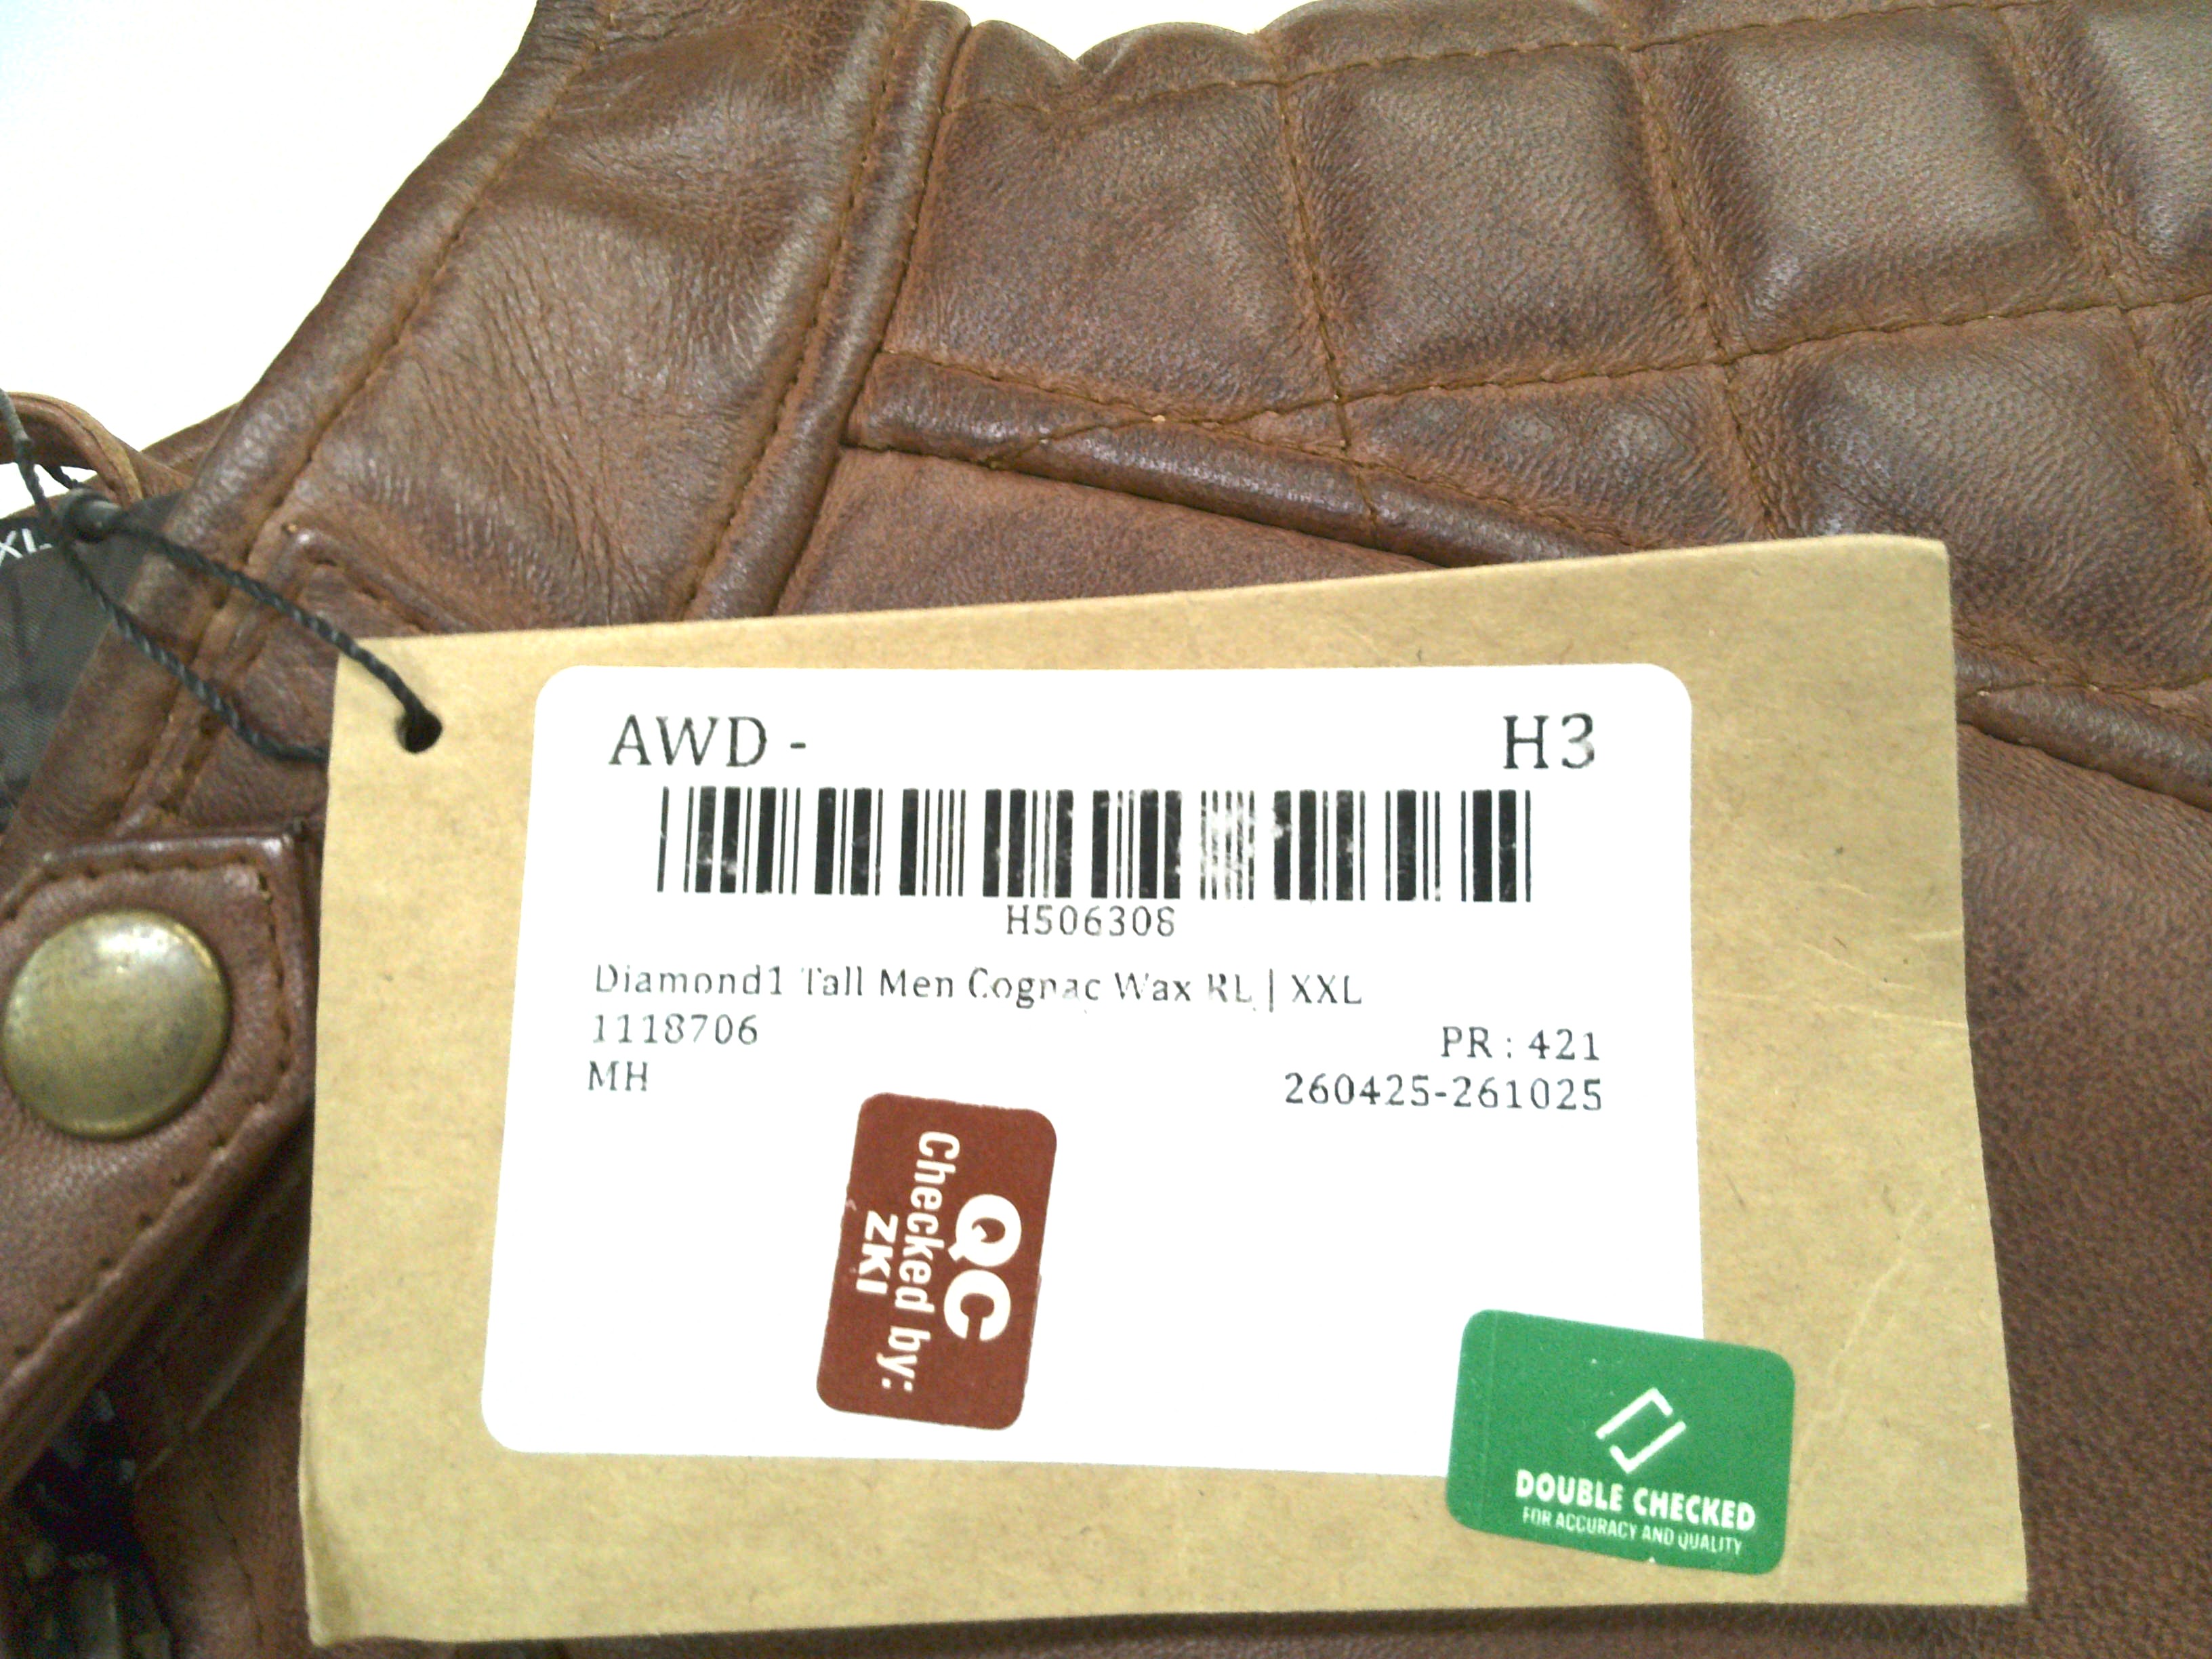 XL
AWD - H3
H506308
Diamond1 Tall Men Cognac Wax RL | XXL
1118706 PR : 421
MH 260425-261025
QC
Checked by:
ZKI
DOUBLE CHECKED
FOR ACCURACY AND QUALITY